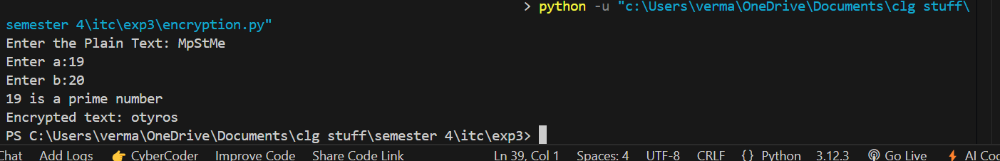 > python -u "c:\Users\verma\OneDrive\Documents\clg stuff\
semester 4\itc\exp3\encryption.py"
Enter the Plain Text: MpStMe
Enter a:19
Enter b:20
19 is a prime number
Encrypted text: otyros
PS C:\Users\verma\OneDrive\Documents\clg stuff\semester 4\itc\exp3>
Chat Add Logs 👉 CyberCoder Improve Code Share Code Link Ln 39, Col 1 Spaces: 4 UTF-8 CRLF {} Python 3.12.3 Go Live AI Coc